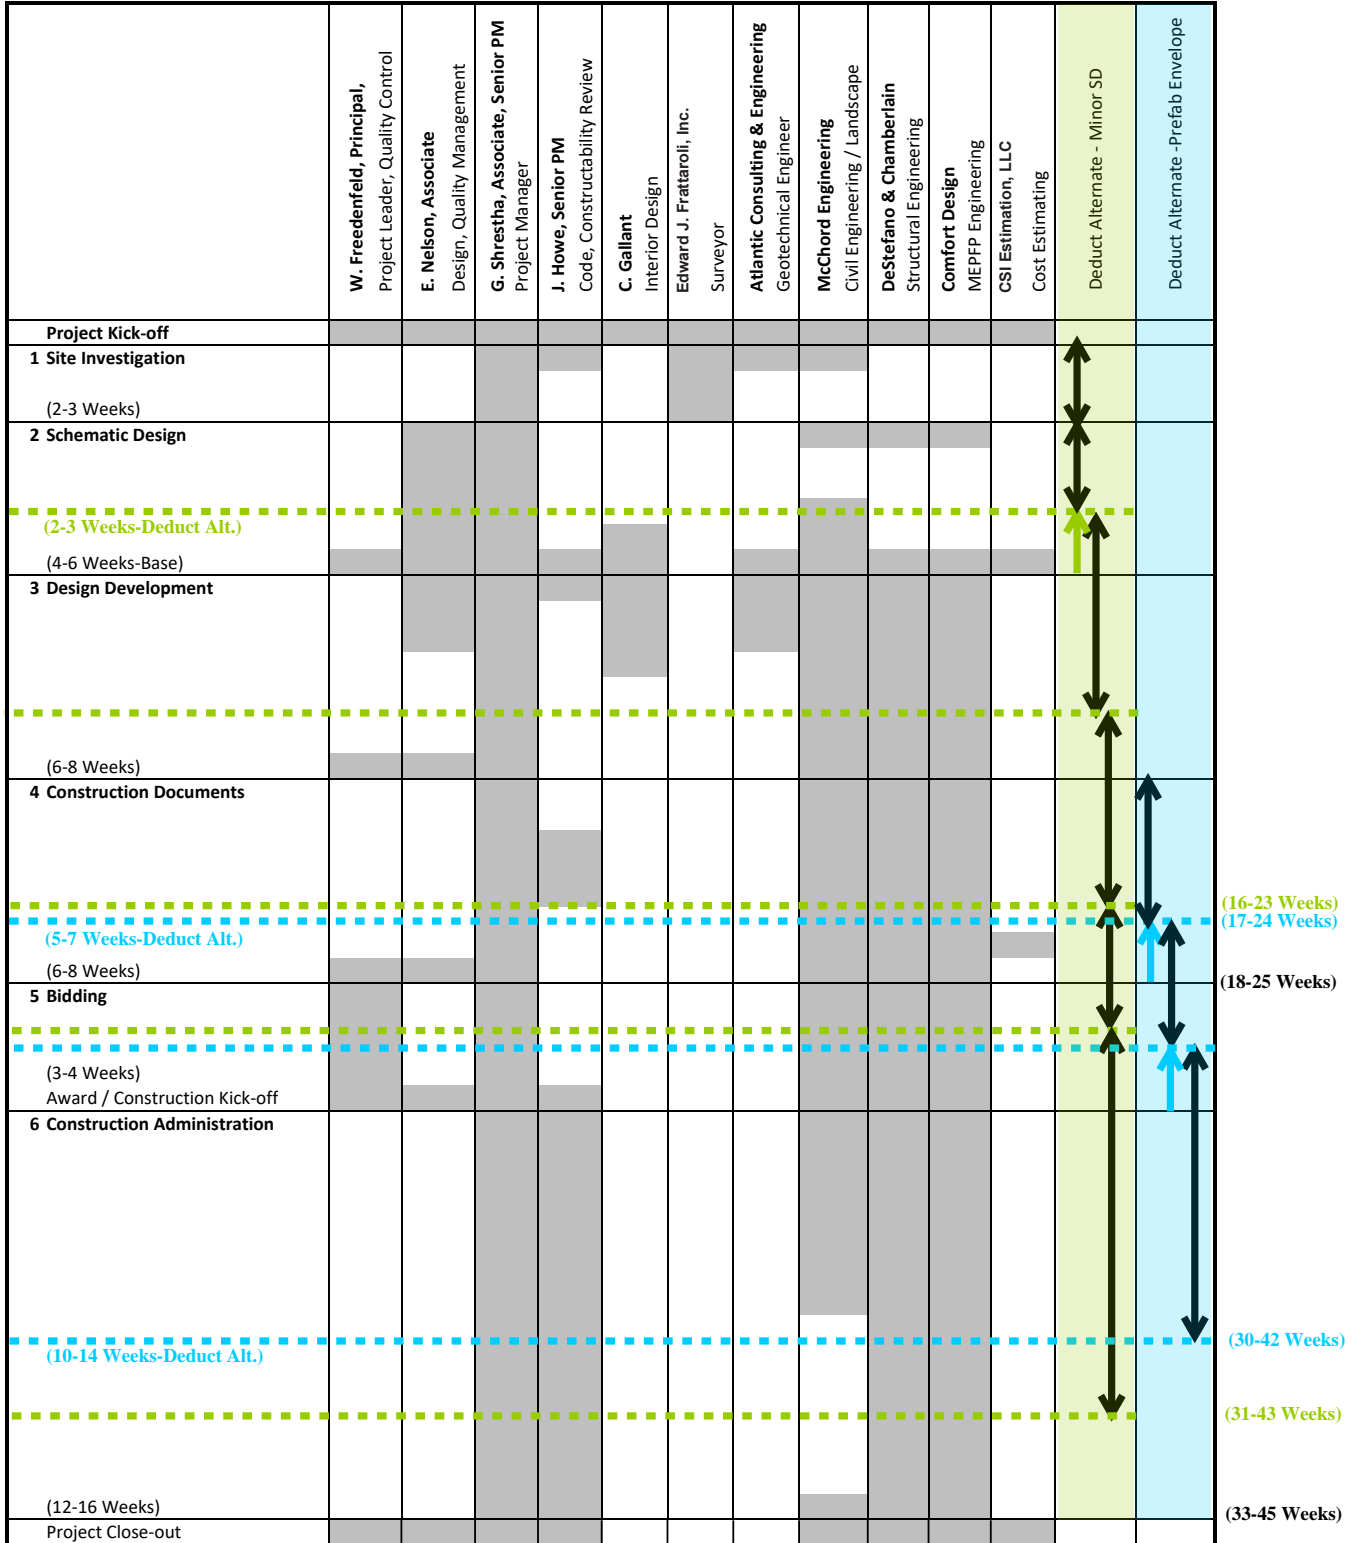 W. Freedenfeld, Principal,
Project Leader, Quality Control
E. Nelson, Associate
Design, Quality Management
G. Shrestha, Associate, Senior PM
Project Manager
J. Howe, Senior PM
Code, Constructability Review
C. Gallant
Interior Design
Edward J. Frattaroli, Inc.
Surveyor
Atlantic Consulting & Engineering
Geotechnical Engineer
McChord Engineering
Civil Engineering / Landscape
DeStefano & Chamberlain
Structural Engineering
Comfort Design
MEPFP Engineering
CSI Estimation, LLC
Cost Estimating
Deduct Alternate - Minor SD
Deduct Alternate -Prefab Envelope
Project Kick-off
1 Site Investigation
(2-3 Weeks)
2 Schematic Design
(2-3 Weeks-Deduct Alt.)
(4-6 Weeks-Base)
3 Design Development
(6-8 Weeks)
4 Construction Documents
(16-23 Weeks)
(17-24 Weeks)
(5-7 Weeks-Deduct Alt.)
(6-8 Weeks)
(18-25 Weeks)
5 Bidding
(3-4 Weeks)
Award / Construction Kick-off
6 Construction Administration
(30-42 Weeks)
(10-14 Weeks-Deduct Alt.)
(31-43 Weeks)
(12-16 Weeks)
(33-45 Weeks)
Project Close-out